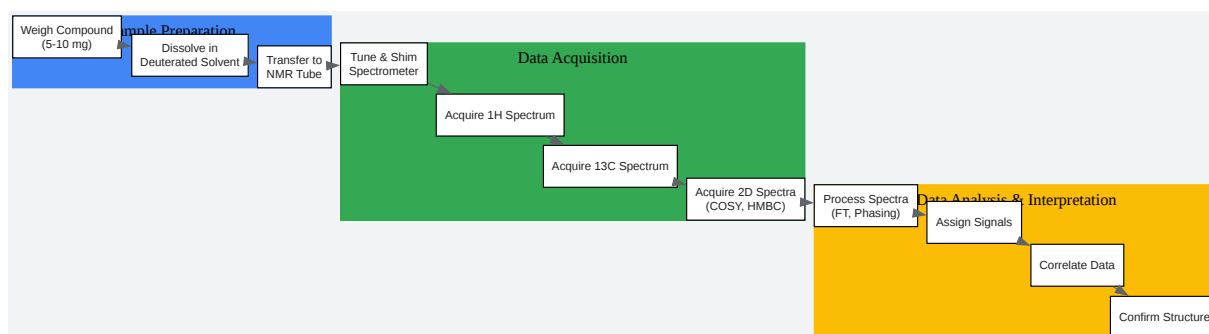 mple Preparation
Weigh Compound
(5-10 mg)
Dissolve in
Deuterated Solvent
Transfer to
NMR Tube
Data Acquisition
Tune & Shim
Spectrometer
Acquire 1H Spectrum
Acquire 13C Spectrum
Acquire 2D Spectra
(COSY, HMBC)
Data Analysis & Interpretation
Process Spectra
(FT, Phasing)
Assign Signals
Correlate Data
Confirm Structure